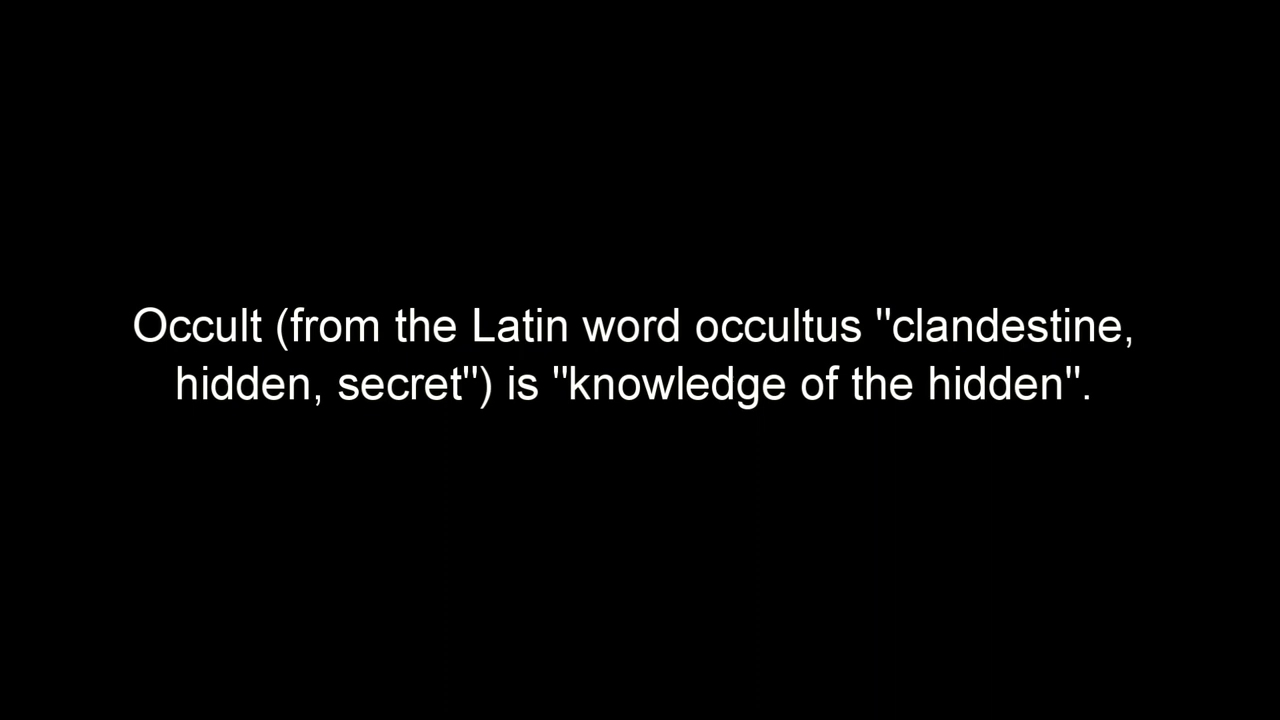 Occult (from the Latin word occultus "clandestine,
hidden, secret") is "knowledge of the hidden".